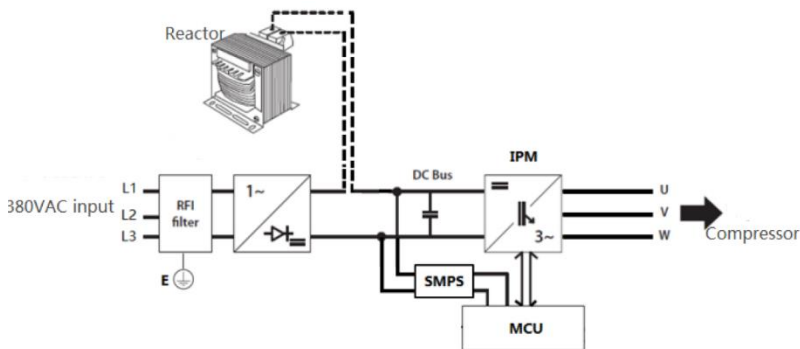 Reactor
DC Bus
IPM
L1
L2
L3
380VAC input
RFI
filter
1~
3~
U
V
W
Compressor
E
SMPS
MCU